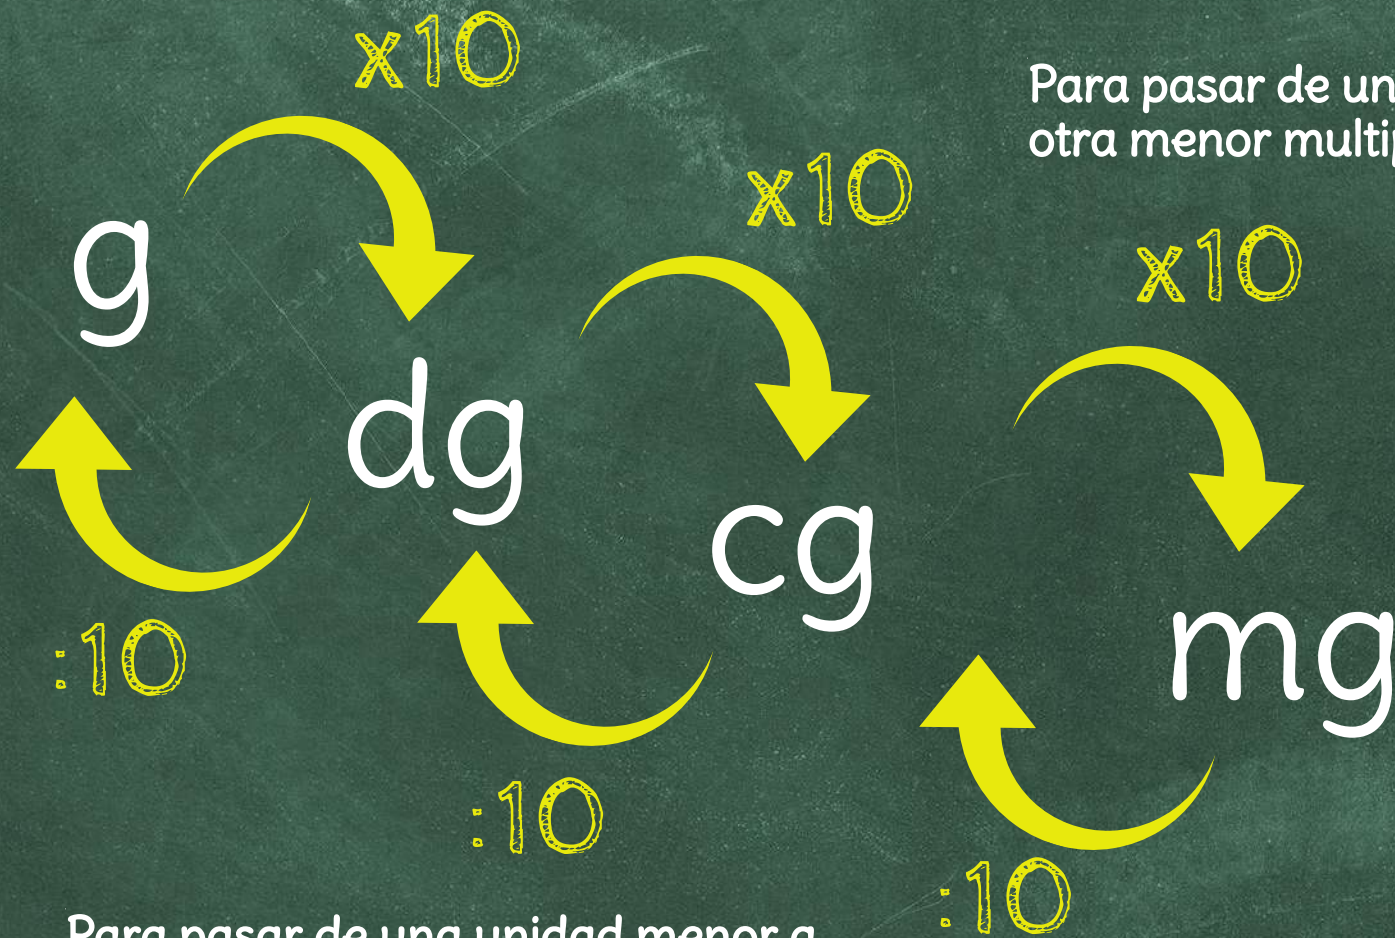 x10
Para pasar de un
otra menor multip
x10
x10
g
dg
cg
mg
:10
:10
:10
Para pasar de una unidad menor a